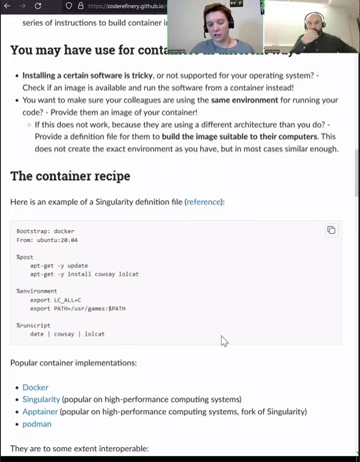 https://coderefinery.github.io/
series of instructions to build container i
You may have use for conta
Installing a certain software is tricky, or not supported for your operating system? -
Check if an image is available and run the software from a container instead!
You want to make sure your colleagues are using the same environment for running your
code? - Provide them an image of your container!
If this does not work, because they are using a different architecture than you do? -
Provide a definition file for them to build the image suitable to their computers. This
does not create the exact environment as you have, but in most cases similar enough.
The container recipe
Here is an example of a Singularity definition file (reference):
Bootstrap: docker
From: ubuntu:20.04
%post
apt-get -y update
apt-get -y install cowsay lolcat
%environment
export LC_ALL=C
export PATH=/usr/games:$PATH
%runscript
date | cowsay | lolcat
Popular container implementations:
Docker
Singularity (popular on high-performance computing systems)
Apptainer (popular on high-performance computing systems, fork of Singularity)
podman
They are to some extent interoperable: